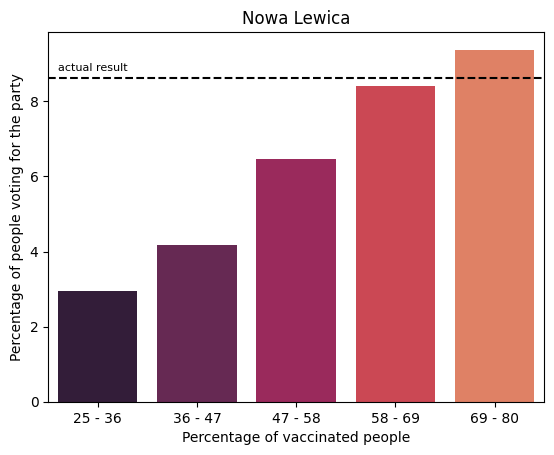 Nowa Lewica
actual result
Percentage of people voting for the party
8
6
4
2
0
25 - 36
36 - 47
47 - 58
58 - 69
69 - 80
Percentage of vaccinated people